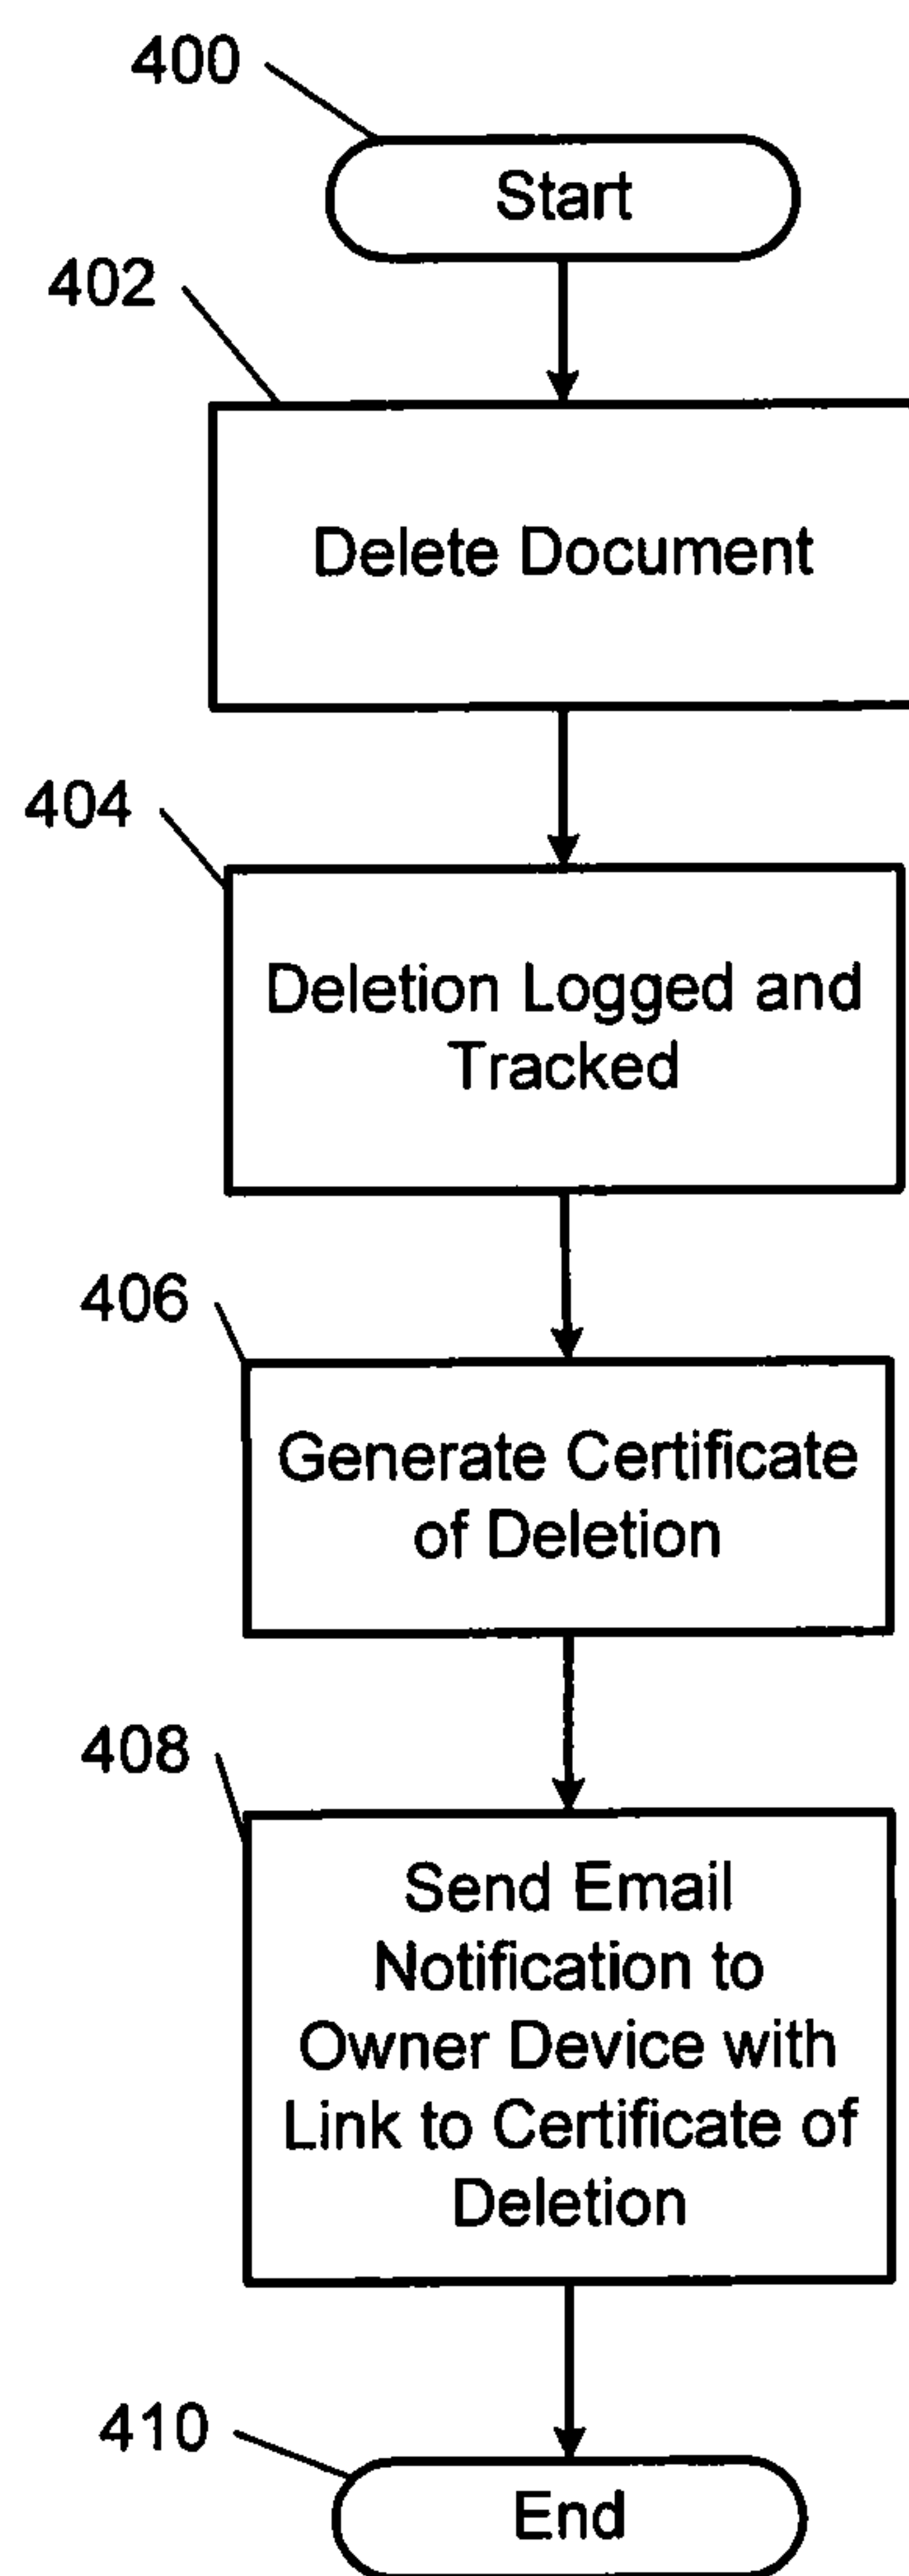 400
Start
402
Delete Document
404
Deletion Logged and
Tracked
406
Generate Certificate
of Deletion
408
Send Email
Notification to
Owner Device with
Link to Certificate of
Deletion
410
End